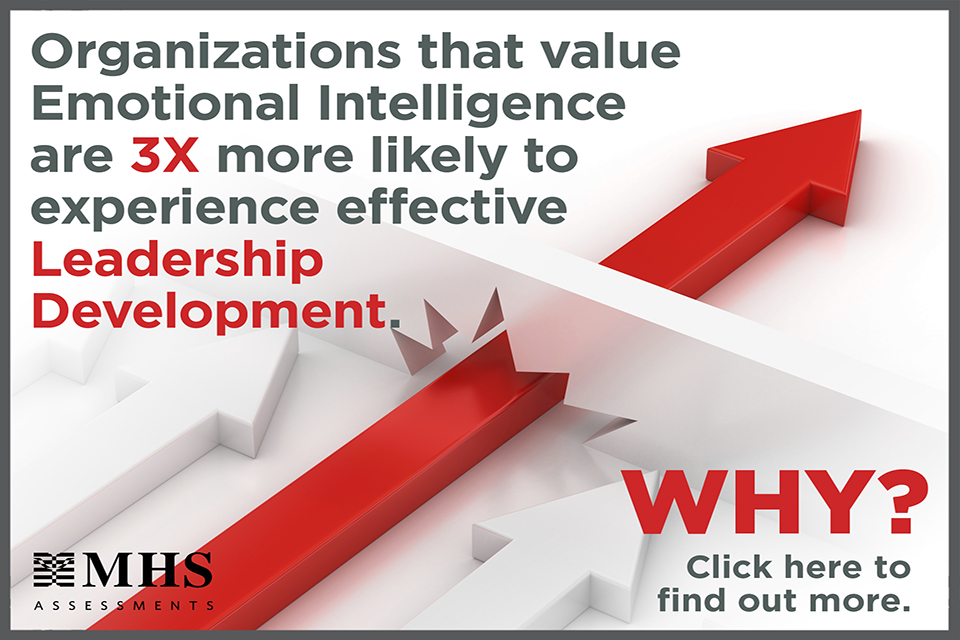 Organizations that value
Emotional Intelligence
are 3X more likely to
experience effective
Leadership
Development.
WHY?
Click here to
find out more.
MHS
ASSESSMENTS